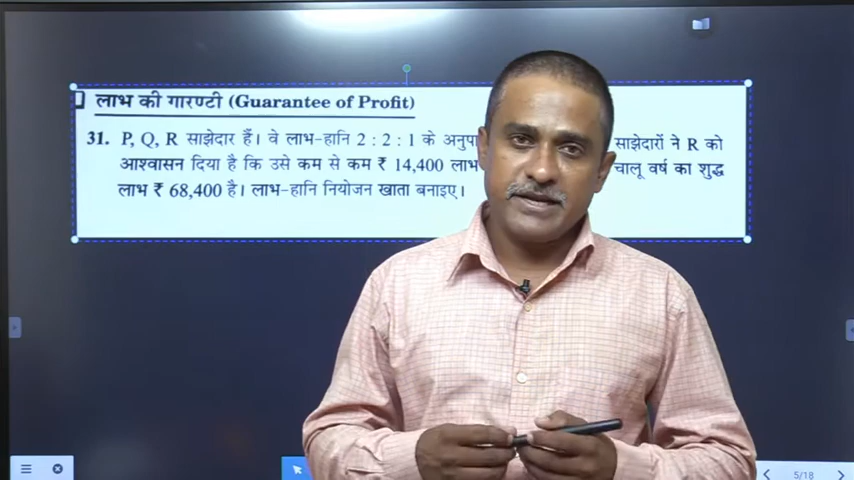 लाभ की गारण्टी (Guarantee of Profit)
31. P, Q, R साझेदार हैं। वे लाभ-हानि 2 : 2 : 1 के साझेदारों ने R को
आश्वासन दिया है कि उसे कम से कम ₹ 14,400 लाभ चालू वर्ष का शुद्ध
लाभ ₹ 68,400 है। लाभ-हानि नियोजन खाता बनाइए।
5/18